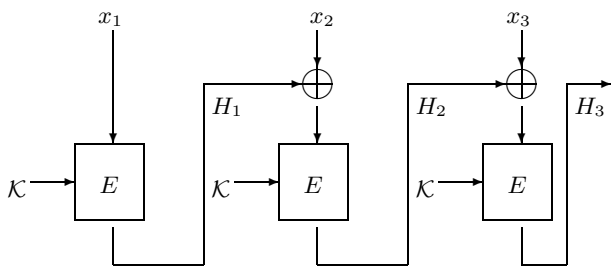 x₁ x₂ x₃
H₁ H₂ H₃
𝒦 E 𝒦 E 𝒦 E